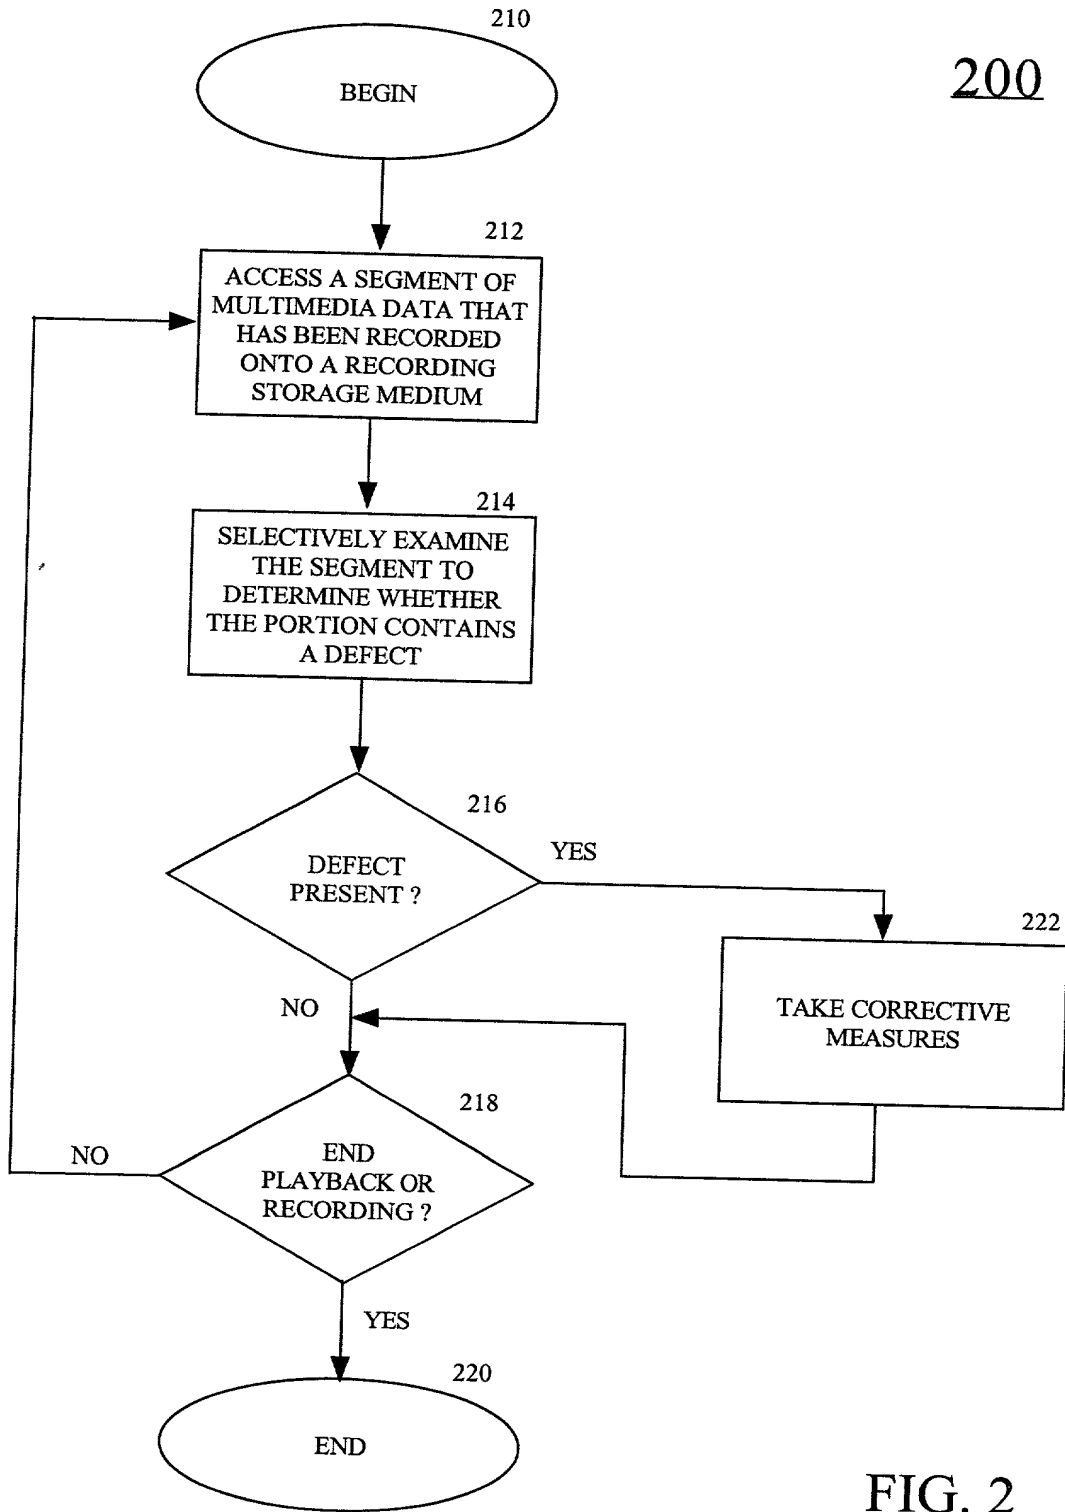 210
BEGIN
200
212
ACCESS A SEGMENT OF
MULTIMEDIA DATA THAT
HAS BEEN RECORDED
ONTO A RECORDING
STORAGE MEDIUM
214
SELECTIVELY EXAMINE
THE SEGMENT TO
DETERMINE WHETHER
THE PORTION CONTAINS
A DEFECT
216
DEFECT
PRESENT ?
YES
222
TAKE CORRECTIVE
MEASURES
NO
218
END
PLAYBACK OR
RECORDING ?
NO
YES
220
END
FIG. 2